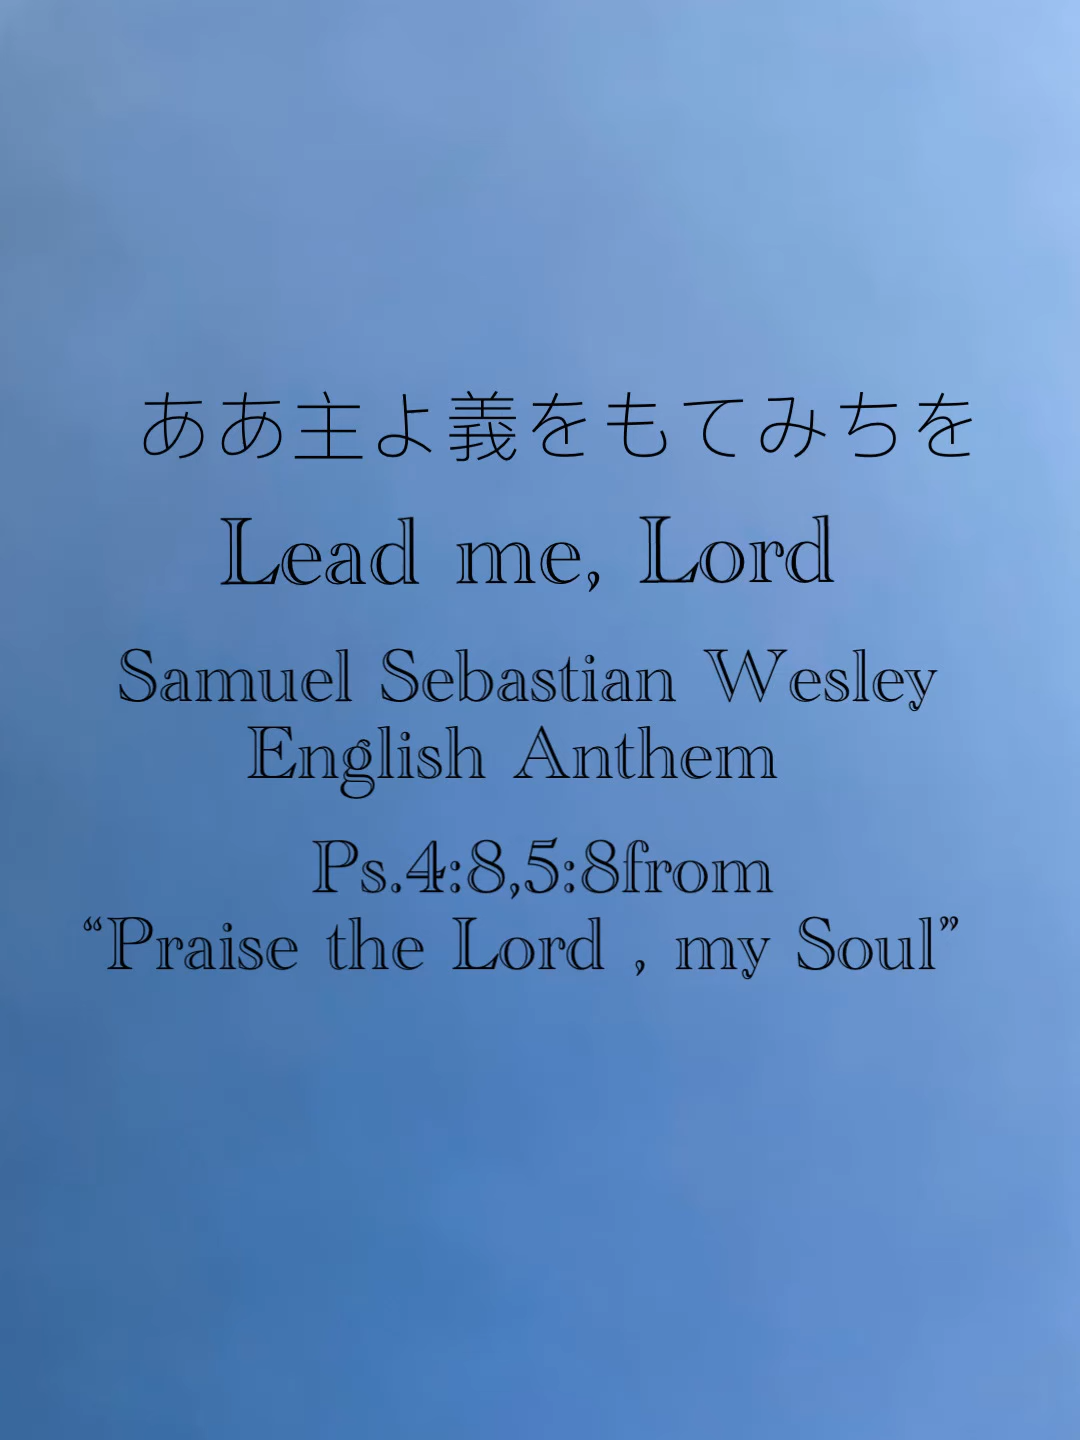 ああ主よ義をもてみちを
Lead me, Lord
Samuel Sebastian Wesley
English Anthem
Ps.4:8,5:8from
“Praise the Lord , my Soul”